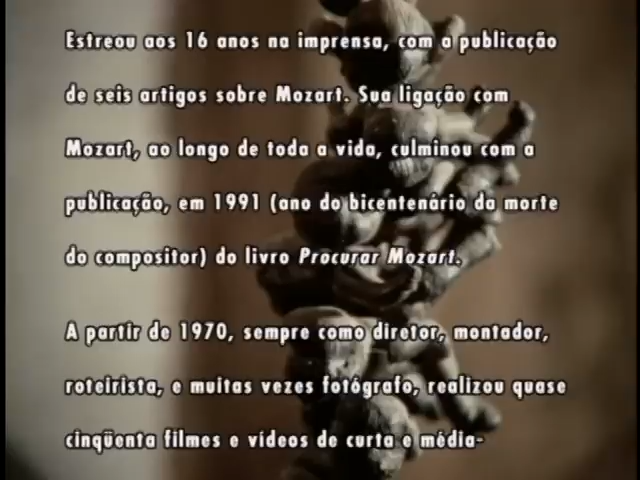 Estreou aos 16 anos na imprensa, com a publicação
de seis artigos sobre Mozart. Sua ligação com
Mozart, ao longo de toda a vida, culminou com a
publicação, em 1991 (ano do bicentenário da morte
do compositor) do livro Procurar Mozart.
A partir de 1970, sempre como diretor, montador,
roteirista, e muitas vezes fotógrafo, realizou quase
cinqüenta filmes e vídeos de curta e média-